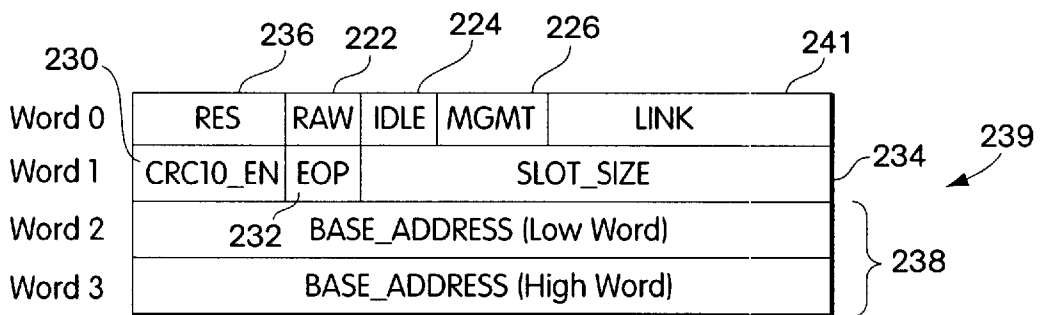 236 222 224 226 241
230
Word 0 RES RAW IDLE MGMT LINK
Word 1 CRC10_EN EOP SLOT_SIZE 234 239
Word 2 232 BASE_ADDRESS (Low Word) 238
Word 3 BASE_ADDRESS (High Word)